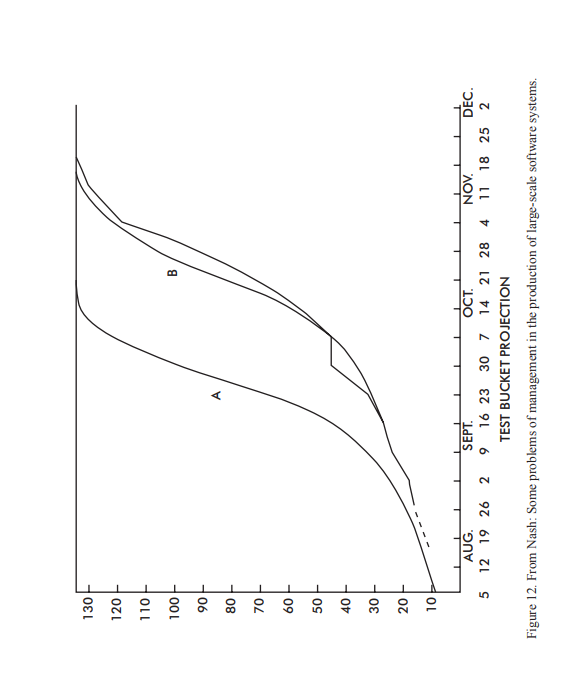 130
120
110
100
90
80
70
60
50
40
30
20
10
A
B
5 12 19 26 2 9 16 23 30 7 14 21 28 4 11 18 25 2
AUG. SEPT. OCT. NOV. DEC.
TEST BUCKET PROJECTION
Figure 12. From Nash: Some problems of management in the production of large-scale software systems.